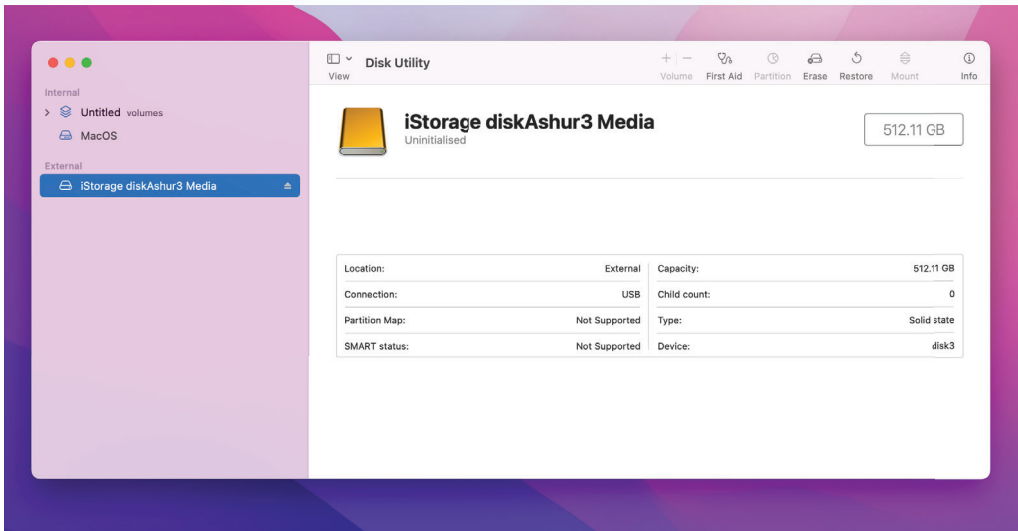 Disk Utility
View
Volume First Aid Partition Erase Restore Mount Info
Internal
Untitled volumes
MacOS
External
iStorage diskAshur3 Media
iStorage diskAshur3 Media
Uninitialised
512.11 GB
Location: External
Capacity: 512.11 GB
Connection: USB
Child count: 0
Partition Map: Not Supported
Type: Solid state
SMART status: Not Supported
Device: disk3